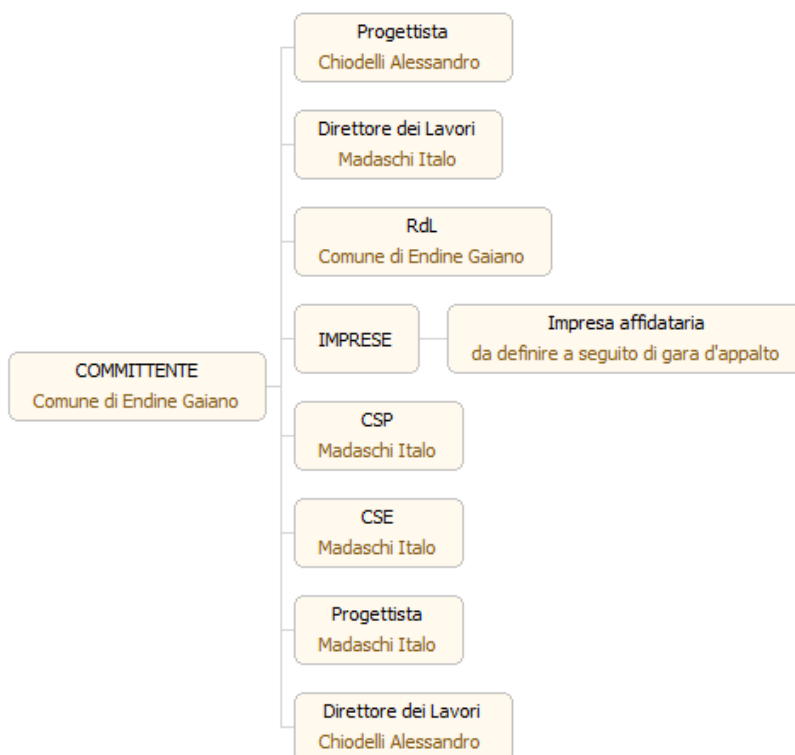 Progettista
Chiodelli Alessandro
Direttore dei Lavori
Madaschi Italo
RdL
Comune di Endine Gaiano
IMPRESE
Impresa affidataria
da definire a seguito di gara d'appalto
COMMITTENTE
Comune di Endine Gaiano
CSP
Madaschi Italo
CSE
Madaschi Italo
Progettista
Madaschi Italo
Direttore dei Lavori
Chiodelli Alessandro